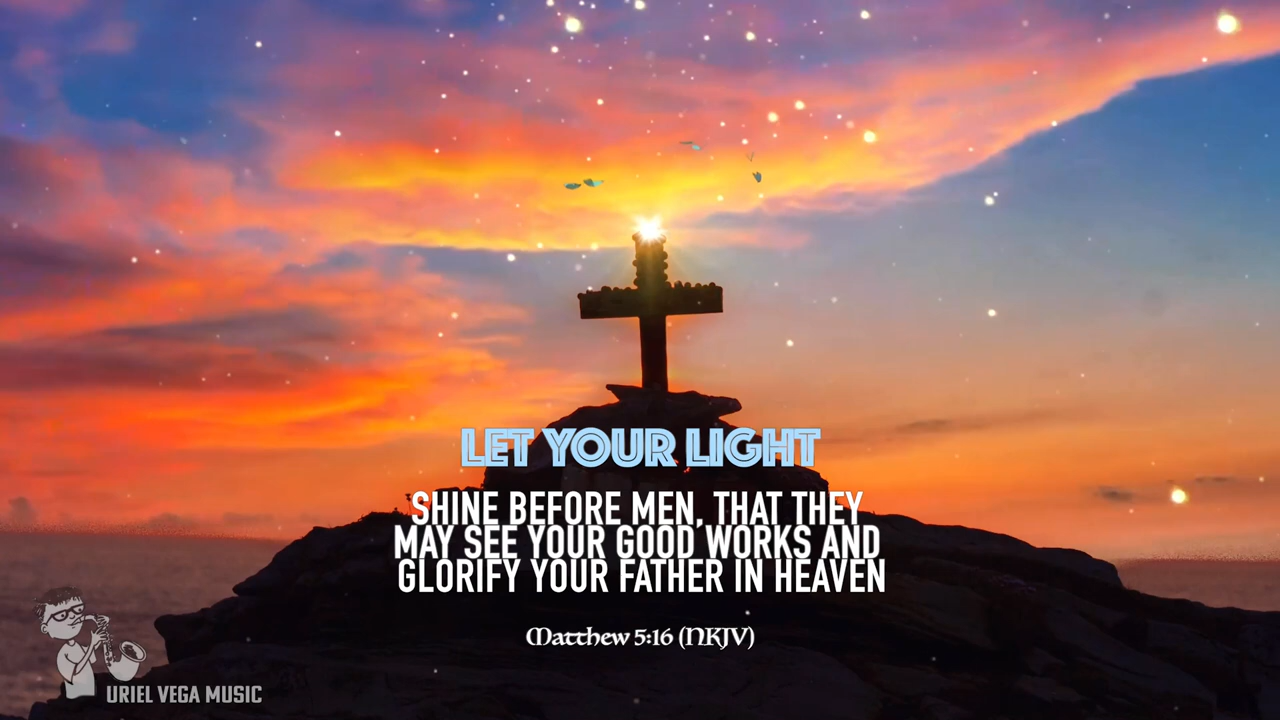 LET YOUR LIGHT
SHINE BEFORE MEN, THAT THEY
MAY SEE YOUR GOOD WORKS AND
GLORIFY YOUR FATHER IN HEAVEN
Matthew 5:16 (NKJV)
URIEL VEGA MUSIC